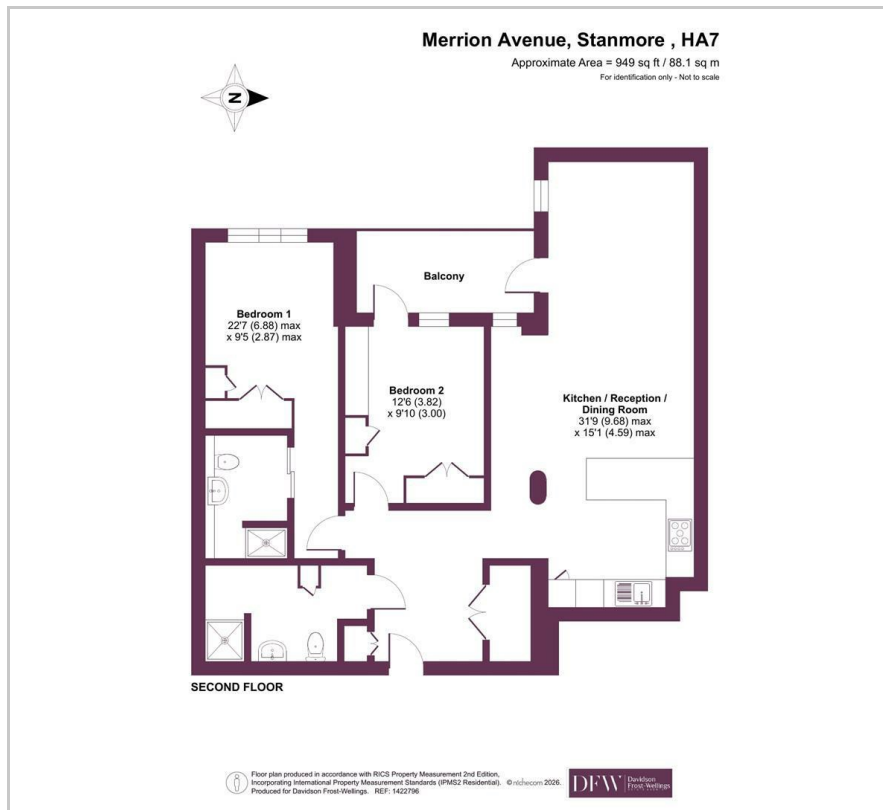 Merrion Avenue, Stanmore , HA7
Approximate Area = 949 sq ft / 88.1 sq m
For identification only - Not to scale
N
Balcony
Bedroom 1
22'7 (6.88) max
x 9'5 (2.87) max
Bedroom 2
12'6 (3.82)
x 9'10 (3.00)
Kitchen / Reception /
Dining Room
31'9 (9.68) max
x 15'1 (4.59) max
SECOND FLOOR
Floor plan produced in accordance with RICS Property Measurement 2nd Edition,
Incorporating International Property Measurement Standards (IPMS2 Residential). © nichecom 2026.
Produced for Davidson Frost-Wellings. REF: 1422796
DFW Davidson
Frost-Wellings